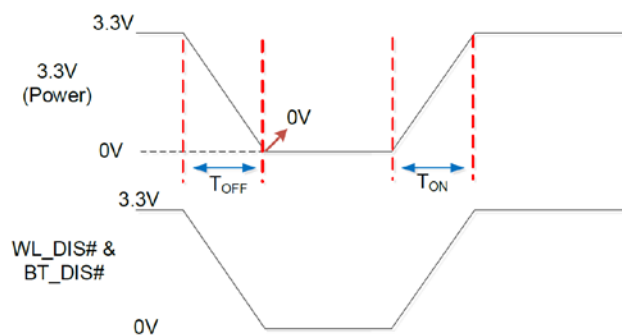 3.3V
3.3V
(Power)
0V
0V
TOFF
TON
3.3V
WL_DIS# &
BT_DIS#
0V